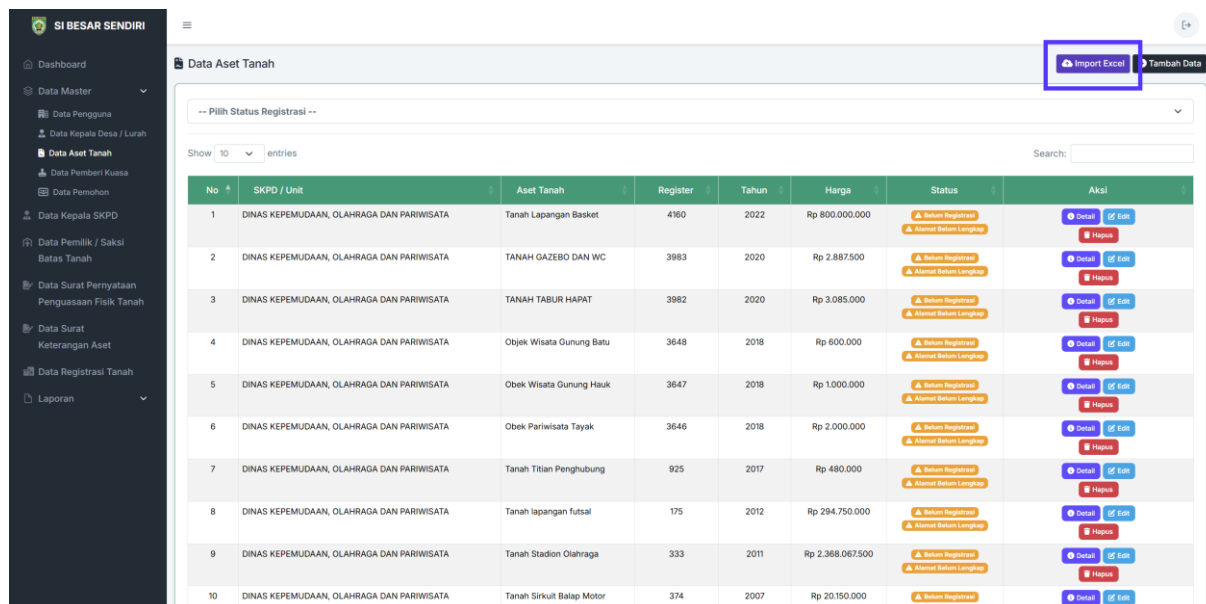 SI BESAR SENDIRI
Dashboard
Data Master
Data Pengguna
Data Kepala Desa / Lurah
Data Aset Tanah
Data Pemberi Kuasa
Data Pemohon
Data Kepala SKPD
Data Pemilik / Saksi
Batas Tanah
Data Surat Pernyataan
Penguasaan Fisik Tanah
Data Surat
Keterangan Aset
Data Registrasi Tanah
Laporan
Data Aset Tanah
Import Excel
Tambah Data
-- Pilih Status Registrasi --
Show 10 entries
Search:
No SKPD / Unit Aset Tanah Register Tahun Harga Status Aksi
1 DINAS KEPEMUDAAN, OLAHRAGA DAN PARIWISATA Tanah Lapangan Basket 4160 2022 Rp 800.000.000 Belum Registrasi Detail Edit
Alamat Belum Lengkap Hapus
2 DINAS KEPEMUDAAN, OLAHRAGA DAN PARIWISATA TANAH GAZEBO DAN WC 3983 2020 Rp 2.887.500 Belum Registrasi Detail Edit
Alamat Belum Lengkap Hapus
3 DINAS KEPEMUDAAN, OLAHRAGA DAN PARIWISATA TANAH TABUR HAPAT 3982 2020 Rp 3.085.000 Belum Registrasi Detail Edit
Alamat Belum Lengkap Hapus
4 DINAS KEPEMUDAAN, OLAHRAGA DAN PARIWISATA Objek Wisata Gunung Batu 3648 2018 Rp 600.000 Belum Registrasi Detail Edit
Alamat Belum Lengkap Hapus
5 DINAS KEPEMUDAAN, OLAHRAGA DAN PARIWISATA Obek Wisata Gunung Hauk 3647 2018 Rp 1.000.000 Belum Registrasi Detail Edit
Alamat Belum Lengkap Hapus
6 DINAS KEPEMUDAAN, OLAHRAGA DAN PARIWISATA Obek Pariwisata Tayak 3646 2018 Rp 2.000.000 Belum Registrasi Detail Edit
Alamat Belum Lengkap Hapus
7 DINAS KEPEMUDAAN, OLAHRAGA DAN PARIWISATA Tanah Titian Penghubung 925 2017 Rp 480.000 Belum Registrasi Detail Edit
Alamat Belum Lengkap Hapus
8 DINAS KEPEMUDAAN, OLAHRAGA DAN PARIWISATA Tanah lapangan futsal 175 2012 Rp 294.750.000 Belum Registrasi Detail Edit
Alamat Belum Lengkap Hapus
9 DINAS KEPEMUDAAN, OLAHRAGA DAN PARIWISATA Tanah Stadion Olahraga 333 2011 Rp 2.368.067.500 Belum Registrasi Detail Edit
Alamat Belum Lengkap Hapus
10 DINAS KEPEMUDAAN, OLAHRAGA DAN PARIWISATA Tanah Sirkuit Balap Motor 374 2007 Rp 20.150.000 Belum Registrasi Detail Edit